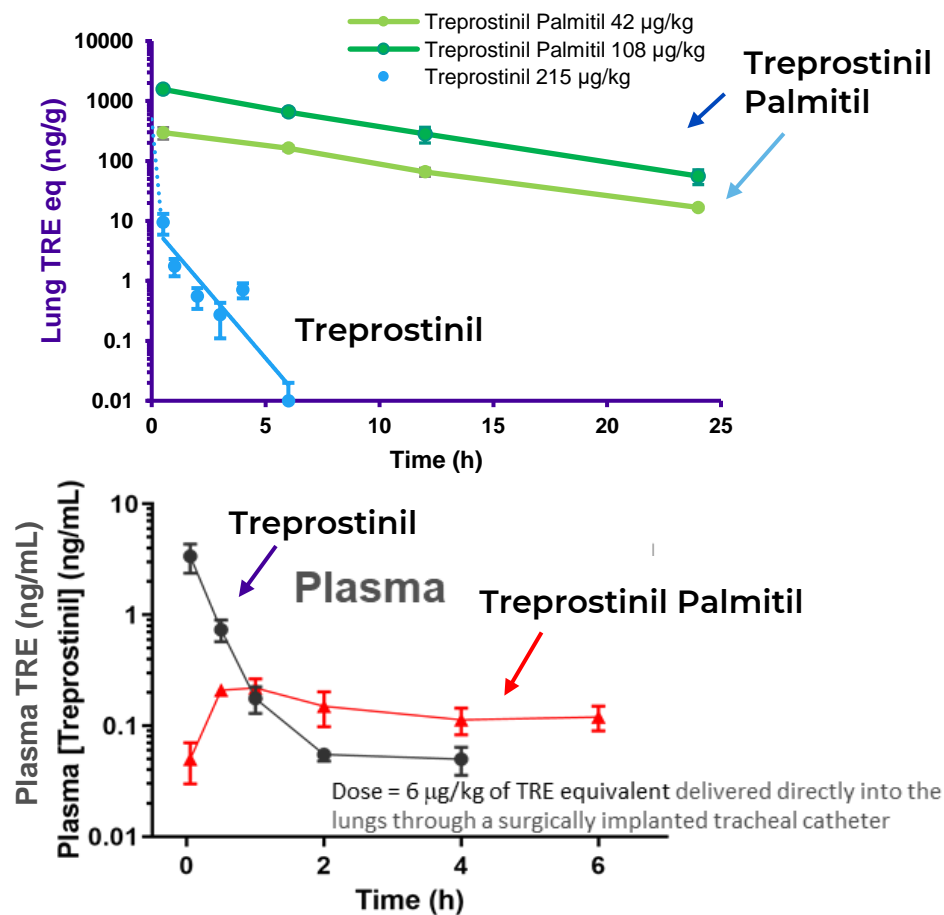 Treprostinil Palmitil 42 µg/kg
Treprostinil Palmitil 108 µg/kg
Treprostinil 215 µg/kg
Treprostinil
Palmitil
Lung TRE eq (ng/g)
10000
1000
100
10
1
0.1
0.01
Treprostinil
0
5
10
15
20
25
Time (h)
Plasma TRE (ng/mL)
Plasma [Treprostinil] (ng/mL)
10
1
0.1
0.01
Treprostinil
Plasma
Treprostinil Palmitil
Dose = 6 µg/kg of TRE equivalent delivered directly into the
lungs through a surgically implanted tracheal catheter
0
2
4
6
Time (h)